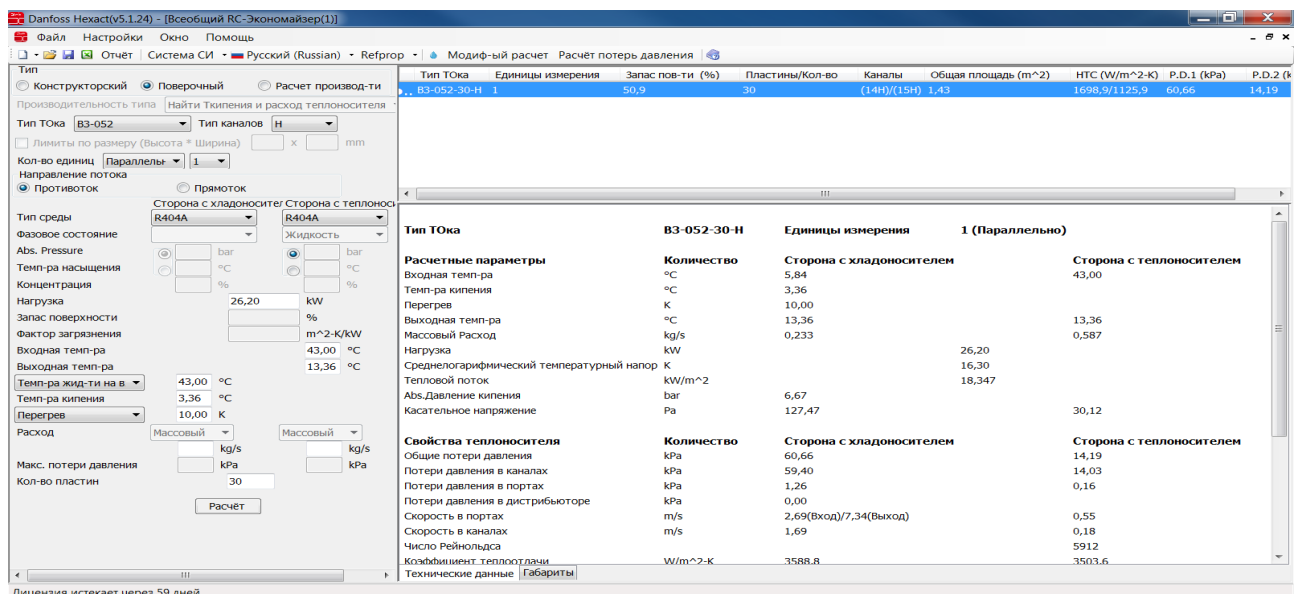 Danfoss Hexact(v5.1.24) - [Всеобщий RC-Экономайзер(1)]
Файл Настройки Окно Помощь
Отчёт Система СИ Русский (Russian) Refprop Модиф-ый расчет Расчёт потерь давления
Тип
Конструкторский Поверочный Расчет производ-ти
Производительность типа Найти Ткипения и расход теплоносителя
Тип ТОка B3-052 Тип каналов H
Лимиты по размеру (Высота * Ширина) x mm
Кол-во единиц Параллельн 1
Направление потока
Противоток Прямоток
Сторона с хладоносител Сторона с теплоноси
Тип среды R404A R404A
Фазовое состояние Жидкость
Abs. Pressure bar bar
Темп-ра насыщения °C °C
Концентрация % %
Нагрузка 26,20 kW
Запас поверхности %
Фактор загрязнения m^2-K/kW
Входная темп-ра 43,00 °C
Выходная темп-ра 13,36 °C
Темп-ра жид-ти на в 43,00 °C
Темп-ра кипения 3,36 °C
Перегрев 10,00 K
Расход Массовый Массовый
kg/s kg/s
Макс. потери давления kPa kPa
Кол-во пластин 30
Расчёт
Тип ТОка Единицы измерения Запас пов-ти (%) Пластины/Кол-во Каналы Общая площадь (m^2) HTC (W/m^2-K) P.D.1 (kPa) P.D.2 (k
B3-052-30-H 1 50,9 30 (14H)/(15H) 1,43 1698,9/1125,9 60,66 14,19
Тип ТОка B3-052-30-H Единицы измерения 1 (Параллельно)
Расчетные параметры Количество Сторона с хладоносителем Сторона с теплоносителем
Входная темп-ра °C 5,84 43,00
Темп-ра кипения °C 3,36
Перегрев K 10,00
Выходная темп-ра °C 13,36 13,36
Массовый Расход kg/s 0,233 0,587
Нагрузка kW 26,20
Среднелогарифмический температурный напор K 16,30
Тепловой поток kW/m^2 18,347
Abs.Давление кипения bar 6,67
Касательное напряжение Pa 127,47 30,12
Свойства теплоносителя Количество Сторона с хладоносителем Сторона с теплоносителем
Общие потери давления kPa 60,66 14,19
Потери давления в каналах kPa 59,40 14,03
Потери давления в портах kPa 1,26 0,16
Потери давления в дистрибьюторе kPa 0,00
Скорость в портах m/s 2,69(Вход)/7,34(Выход) 0,55
Скорость в каналах m/s 1,69 0,18
Число Рейнольдса 5912
Коэффициент теплоотдачи W/m^2-K 3588,8 3503,6
Технические данные Габариты
Лицензия истекает через 59 дней